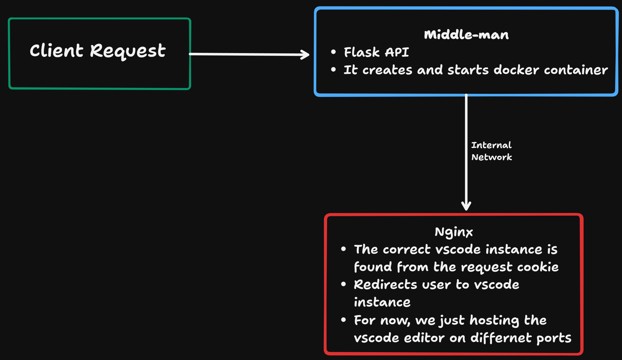 Client Request
Middle-man
• Flask API
• It creates and starts docker container
Internal
Network
Nginx
• The correct vscode instance is
found from the request cookie
• Redirects user to vscode
instance
• For now, we just hosting the
vscode editor on differnet ports